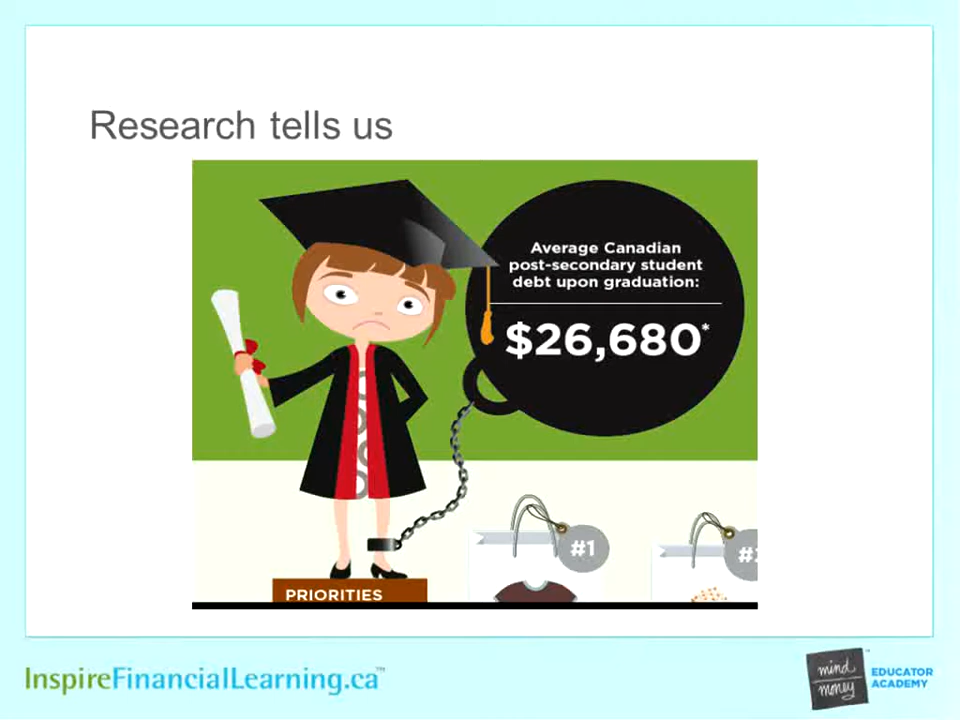 Research tells us
Average Canadian
post-secondary student
debt upon graduation:
$26,680*
#1
PRIORITIES
InspireFinancialLearning.ca™
mind
money
EDUCATOR
ACADEMY